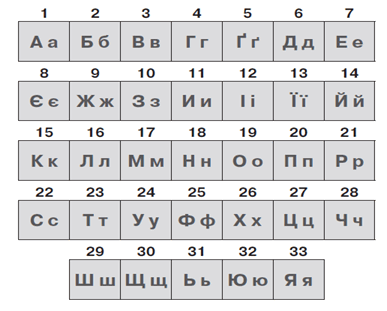 1 2 3 4 5 6 7
А а Б б В в Г г Ґ ґ Д д Е е
8 9 10 11 12 13 14
Є є Ж ж З з И и І і Ї ї Й й
15 16 17 18 19 20 21
К к Л л М м Н н О о П п Р р
22 23 24 25 26 27 28
С с Т т У у Ф ф Х х Ц ц Ч ч
29 30 31 32 33
Ш ш Щ щ Ь ь Ю ю Я я